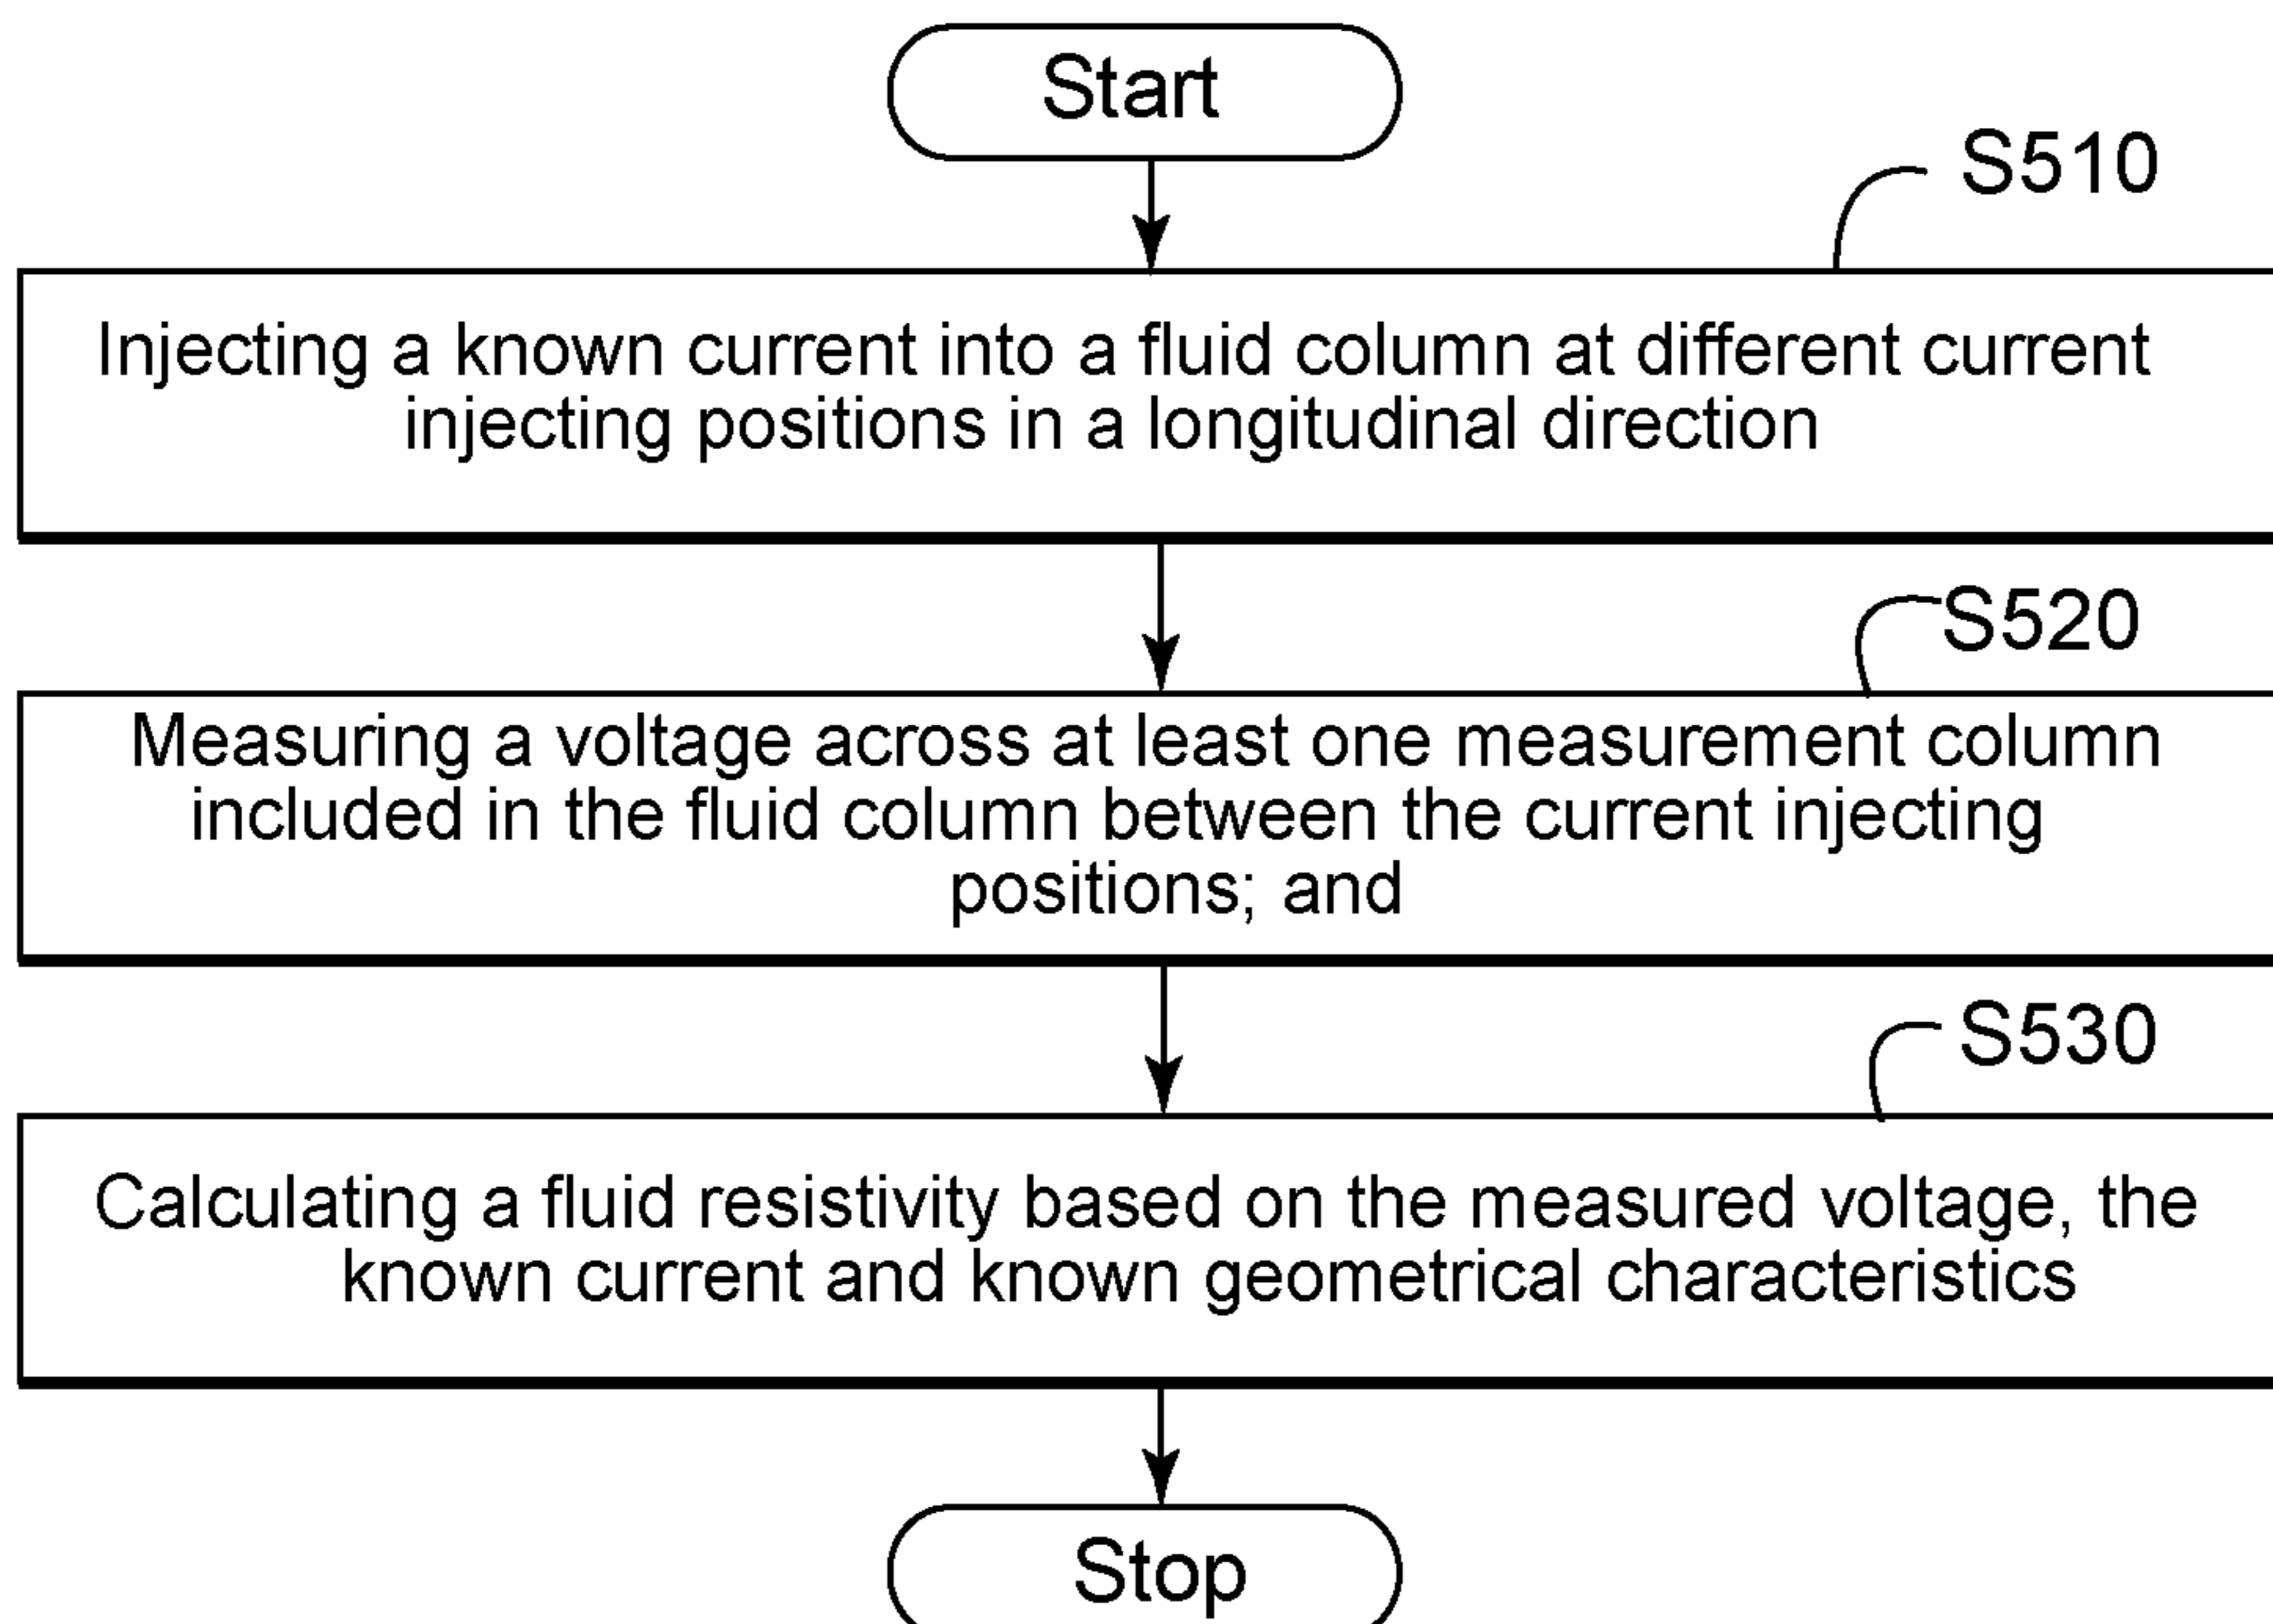 Start
S510
Injecting a known current into a fluid column at different current
injecting positions in a longitudinal direction
S520
Measuring a voltage across at least one measurement column
included in the fluid column between the current injecting
positions; and
S530
Calculating a fluid resistivity based on the measured voltage, the
known current and known geometrical characteristics
Stop